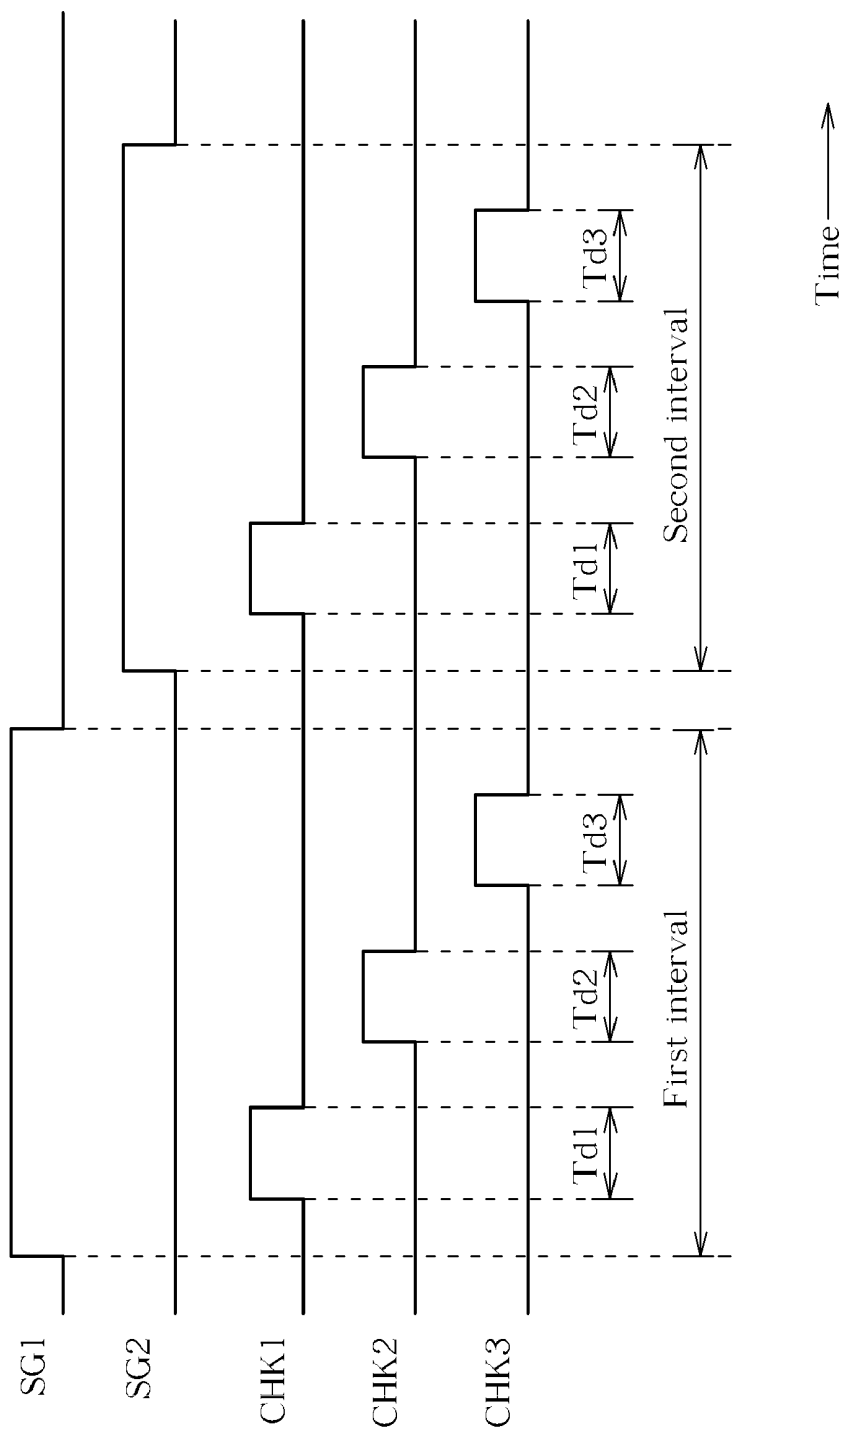 SG1
SG2
CHK1
CHK2
CHK3
Td1
Td2
Td3
Td1
Td2
Td3
First interval
Second interval
Time